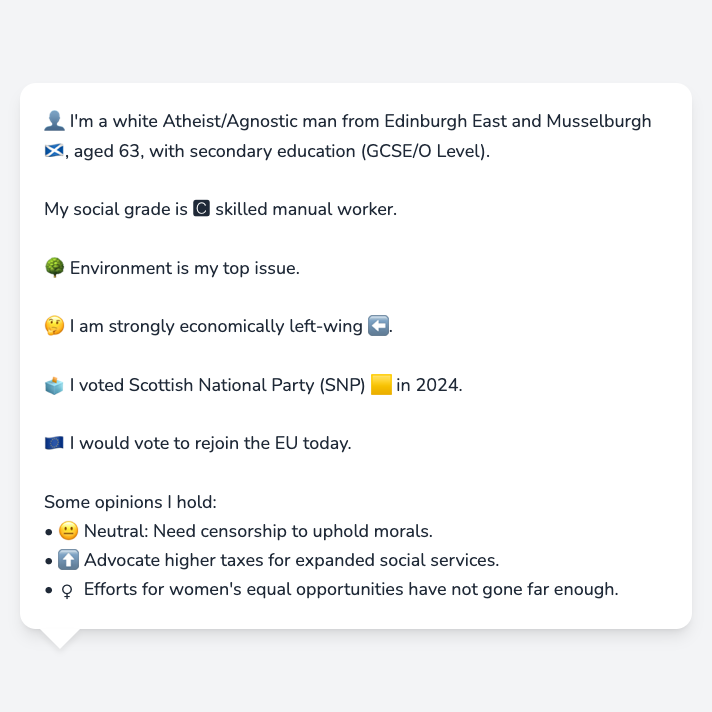 👤 I'm a white Atheist/Agnostic man from Edinburgh East and Musselburgh
🏴󠁧󠁢󠁳󠁣󠁴󠁿, aged 63, with secondary education (GCSE/O Level).
My social grade is 🅲 skilled manual worker.
🌳 Environment is my top issue.
🤔 I am strongly economically left-wing ⬅️.
🗳️ I voted Scottish National Party (SNP) 🟨 in 2024.
🇪🇺 I would vote to rejoin the EU today.
Some opinions I hold:
• 😐 Neutral: Need censorship to uphold morals.
• ⬆️ Advocate higher taxes for expanded social services.
• ♀ Efforts for women's equal opportunities have not gone far enough.